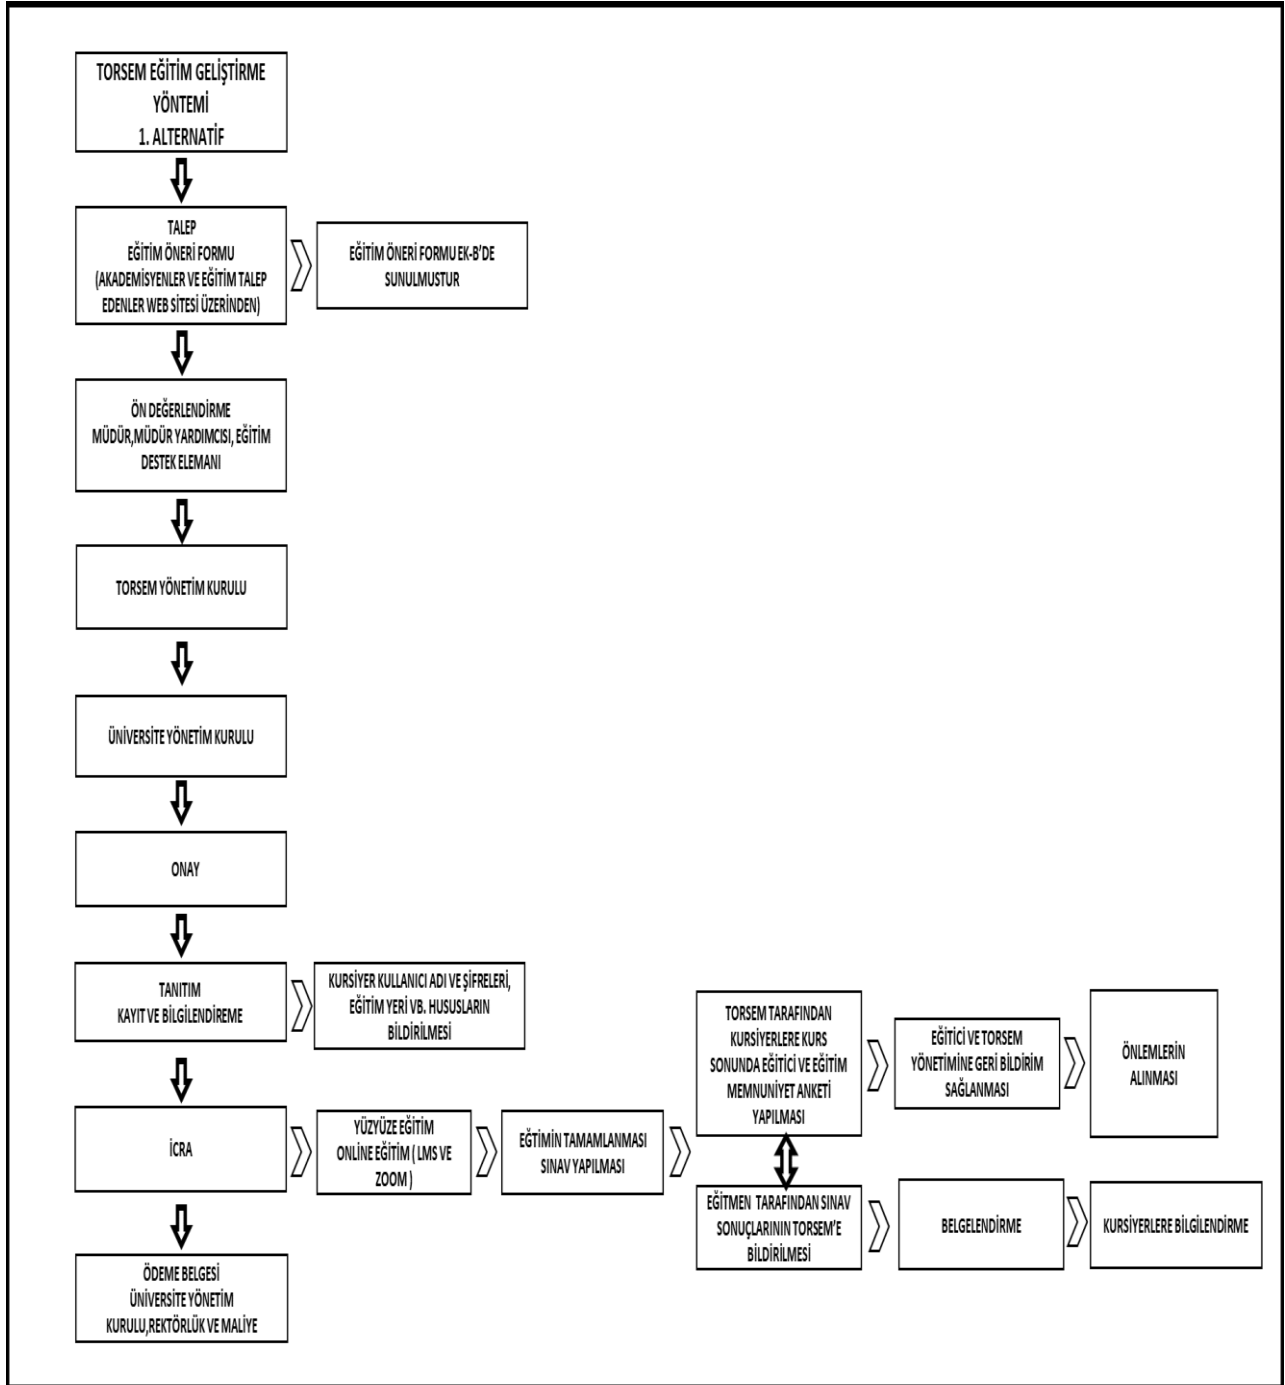 TORSEM EĞİTİM GELİŞTİRME
YÖNTEMİ
1. ALTERNATİF
TALEP
EĞİTİM ÖNERİ FORMU
(AKADEMİSYENLER VE EĞİTİM TALEP
EDENLER WEB SİTESİ ÜZERİNDEN)
EĞİTİM ÖNERİ FORMU EK-B'DE
SUNULMUSTUR
ÖN DEĞERLENDİRME
MÜDÜR,MÜDÜR YARDIMCISI, EĞİTİM
DESTEK ELEMANI
TORSEM YÖNETİM KURULU
ÜNİVERSİTE YÖNETİM KURULU
ONAY
TANITIM
KAYIT VE BİLGİLENDİREME
KURSİYER KULLANICI ADI VE ŞİFRELERİ,
EĞİTİM YERİ VB. HUSUSLARIN
BİLDİRİLMESİ
İCRA
YÜZYÜZE EĞİTİM
ONLINE EĞİTİM ( LMS VE
ZOOM )
EĞTİMİN TAMAMLANMASI
SINAV YAPILMASI
TORSEM TARAFINDAN
KURSİYERLERE KURS
SONUNDA EĞİTİCİ VE EĞİTİM
MEMNUNİYET ANKETİ
YAPILMASI
EĞİTİCİ VE TORSEM
YÖNETİMİNE GERİ BİLDİRİM
SAĞLANMASI
ÖNLEMLERİN
ALINMASI
EĞİTMEN TARAFINDAN SINAV
SONUÇLARININ TORSEM'E
BİLDİRİLMESİ
BELGELENDİRME
KURSİYERLERE BİLGİLENDİRME
ÖDEME BELGESİ
ÜNİVERSİTE YÖNETİM
KURULU,REKTÖRLÜK VE MALİYE